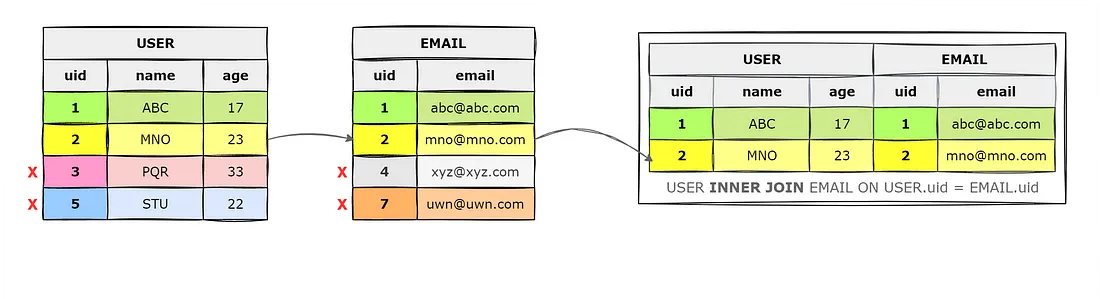 USER
uid name age
1 ABC 17
2 MNO 23
X 3 PQR 33
X 5 STU 22
EMAIL
uid email
1 abc@abc.com
2 mno@mno.com
X 4 xyz@xyz.com
X 7 uwn@uwn.com
USER EMAIL
uid name age uid email
1 ABC 17 1 abc@abc.com
2 MNO 23 2 mno@mno.com
USER INNER JOIN EMAIL ON USER.uid = EMAIL.uid